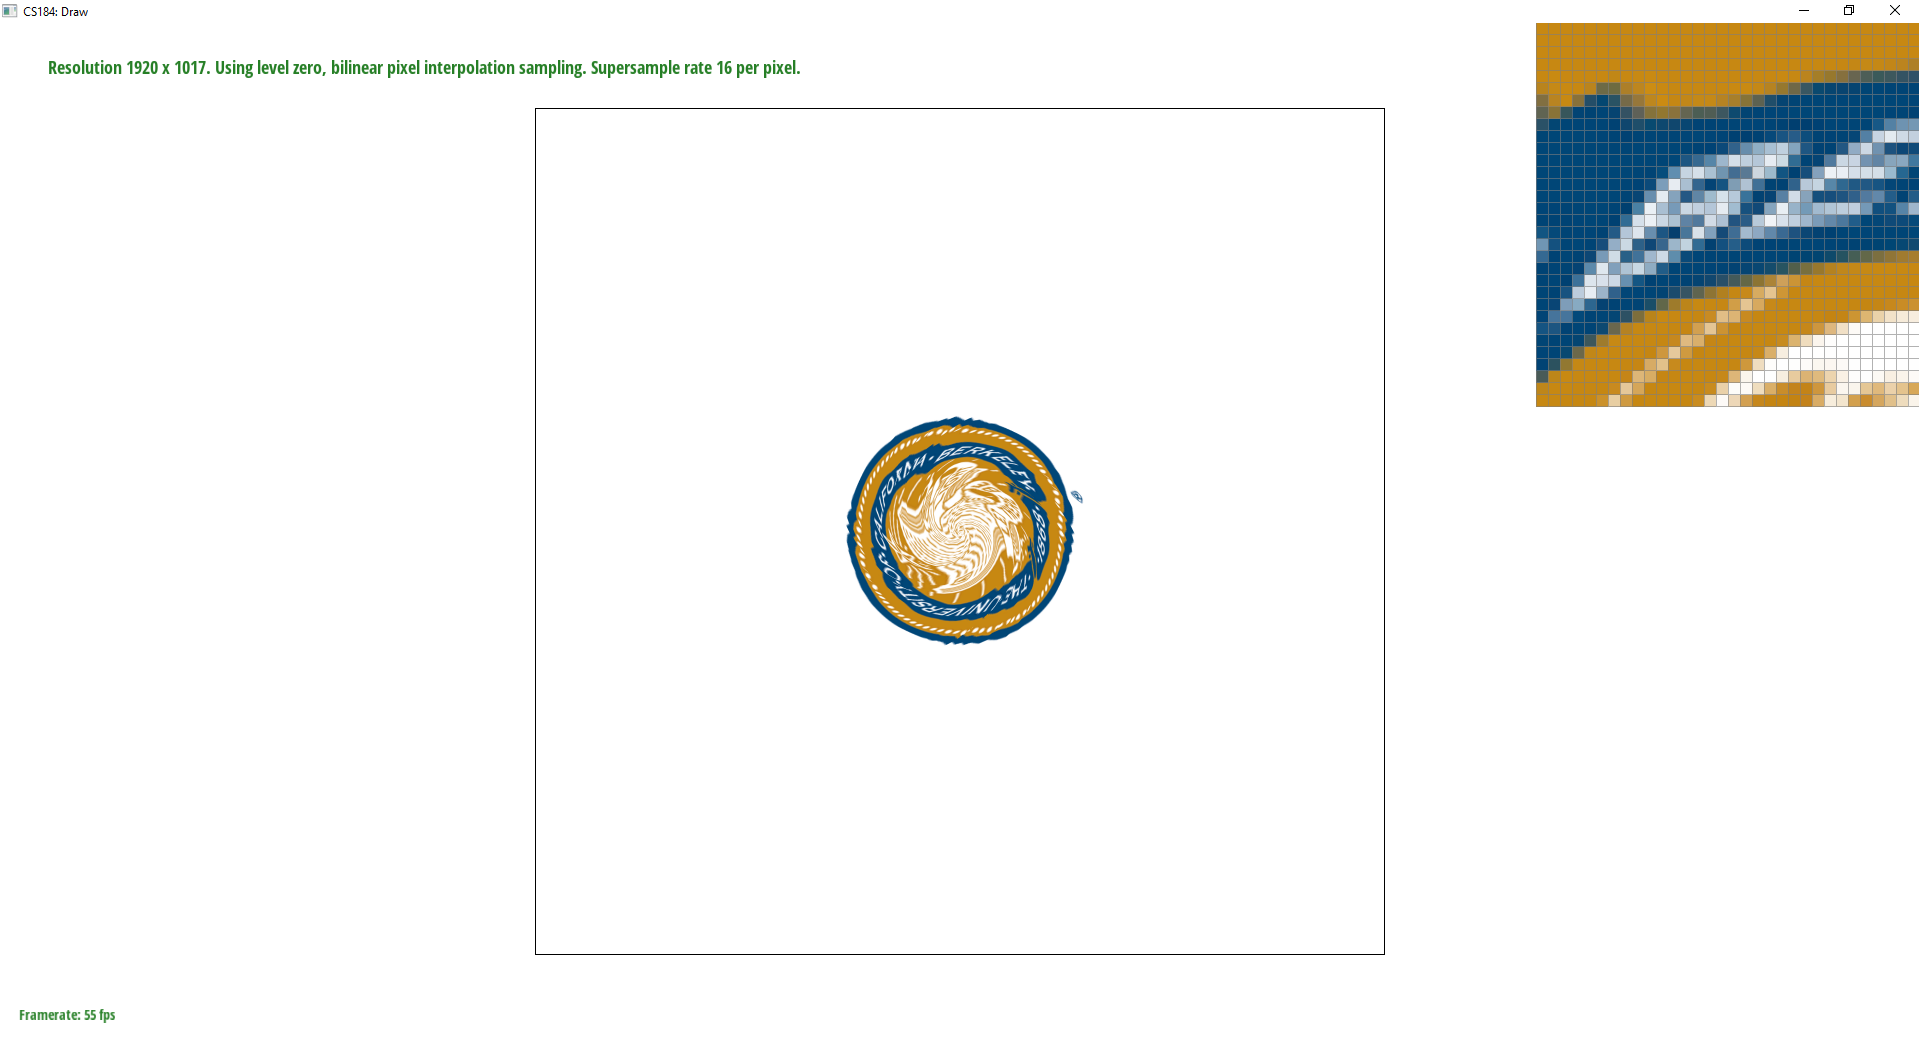 CS184: Draw
Resolution 1920 x 1017. Using level zero, bilinear pixel interpolation sampling. Supersample rate 16 per pixel.
CALIFORNIA · BERKELEY
THE UNIVERSITY OF
Framerate: 55 fps